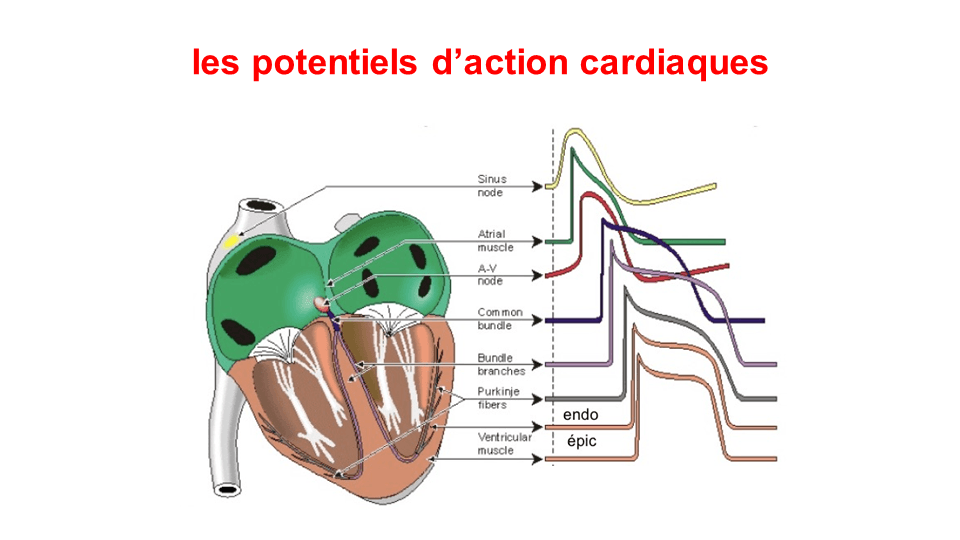 les potentiels d’action cardiaques
Sinus
node
Atrial
muscle
A-V
node
Common
bundle
Bundle
branches
Purkinje
fibers
endo
Ventricular
muscle
épic